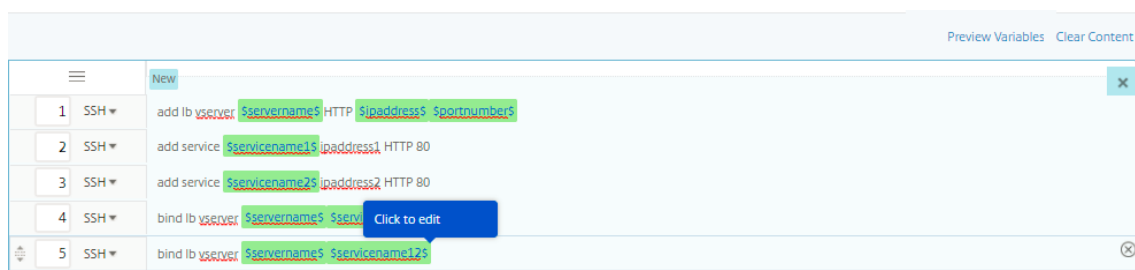 Preview Variables Clear Content
New
1 SSH add lb vserver $servername$ HTTP $ipaddress$ $portnumber$
2 SSH add service $servicename1$ ipaddress1 HTTP 80
3 SSH add service $servicename2$ ipaddress2 HTTP 80
4 SSH bind lb vserver $servername$
Click to edit
5 SSH bind lb vserver $servername$ $servicename12$